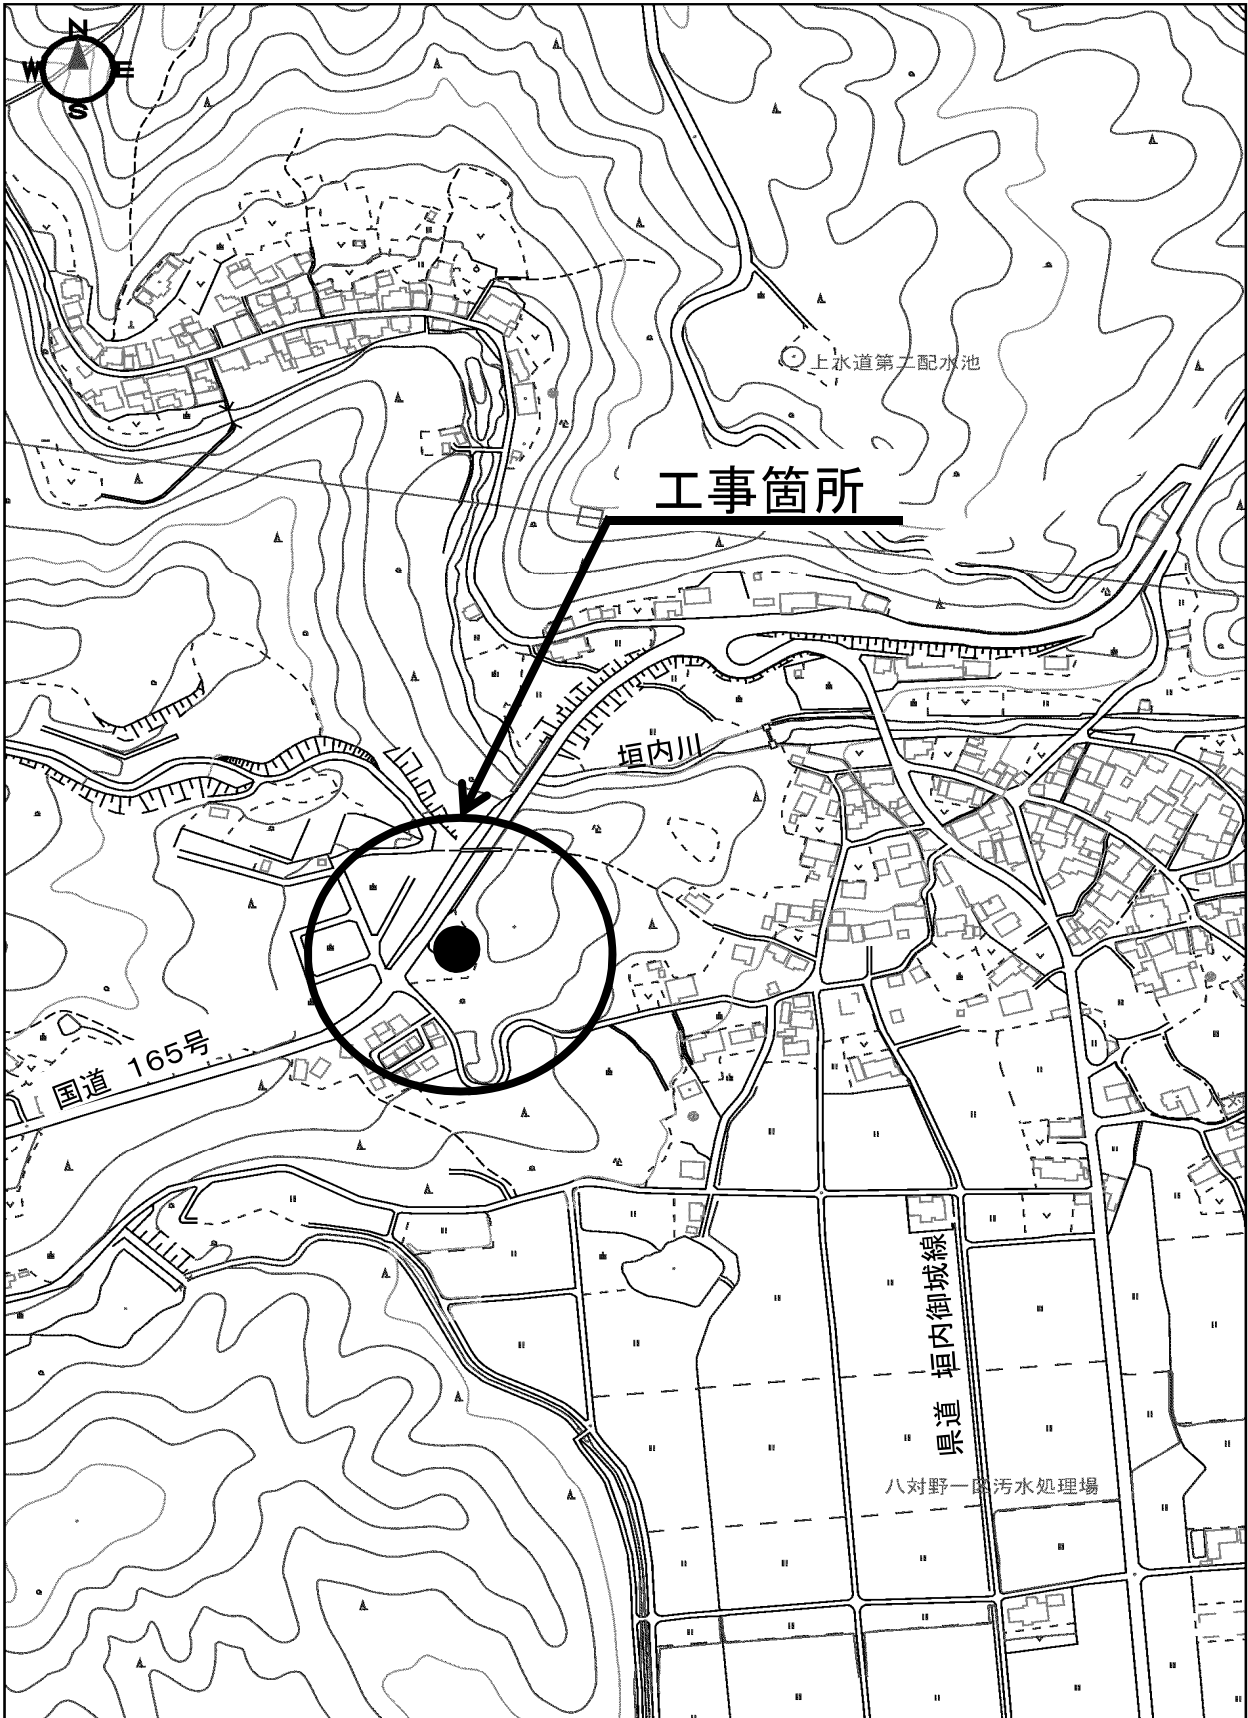 N
W E
S
上水道第二配水池
工事箇所
垣内川
国道 165号
県道 垣内御城線
八対野一区汚水処理場